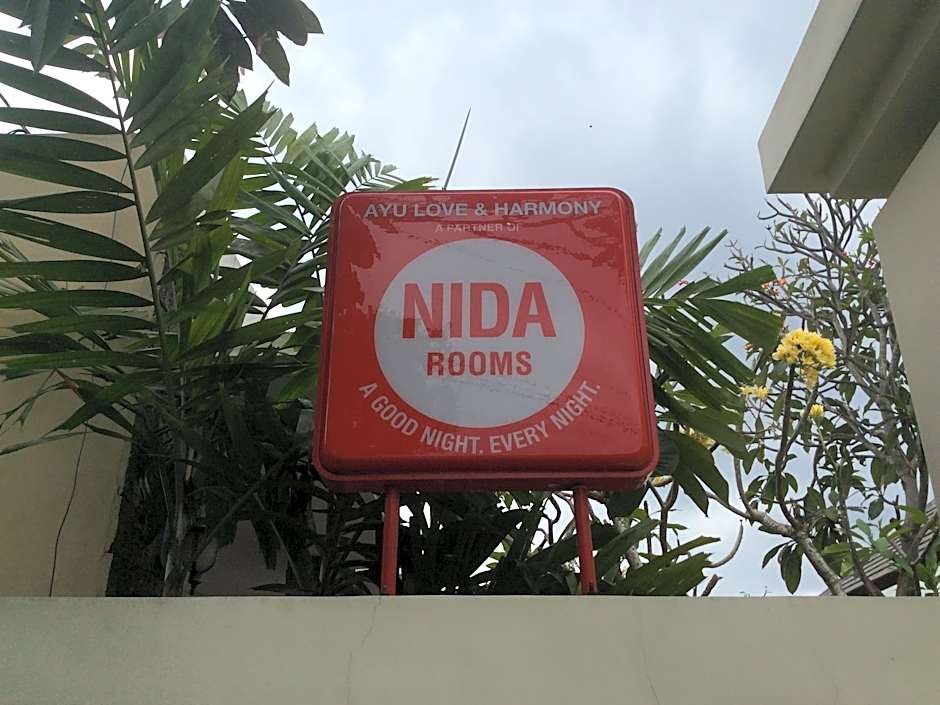 AYU LOVE & HARMONY
A PARTNER OF
NIDA
ROOMS
A GOOD NIGHT. EVERY NIGHT.